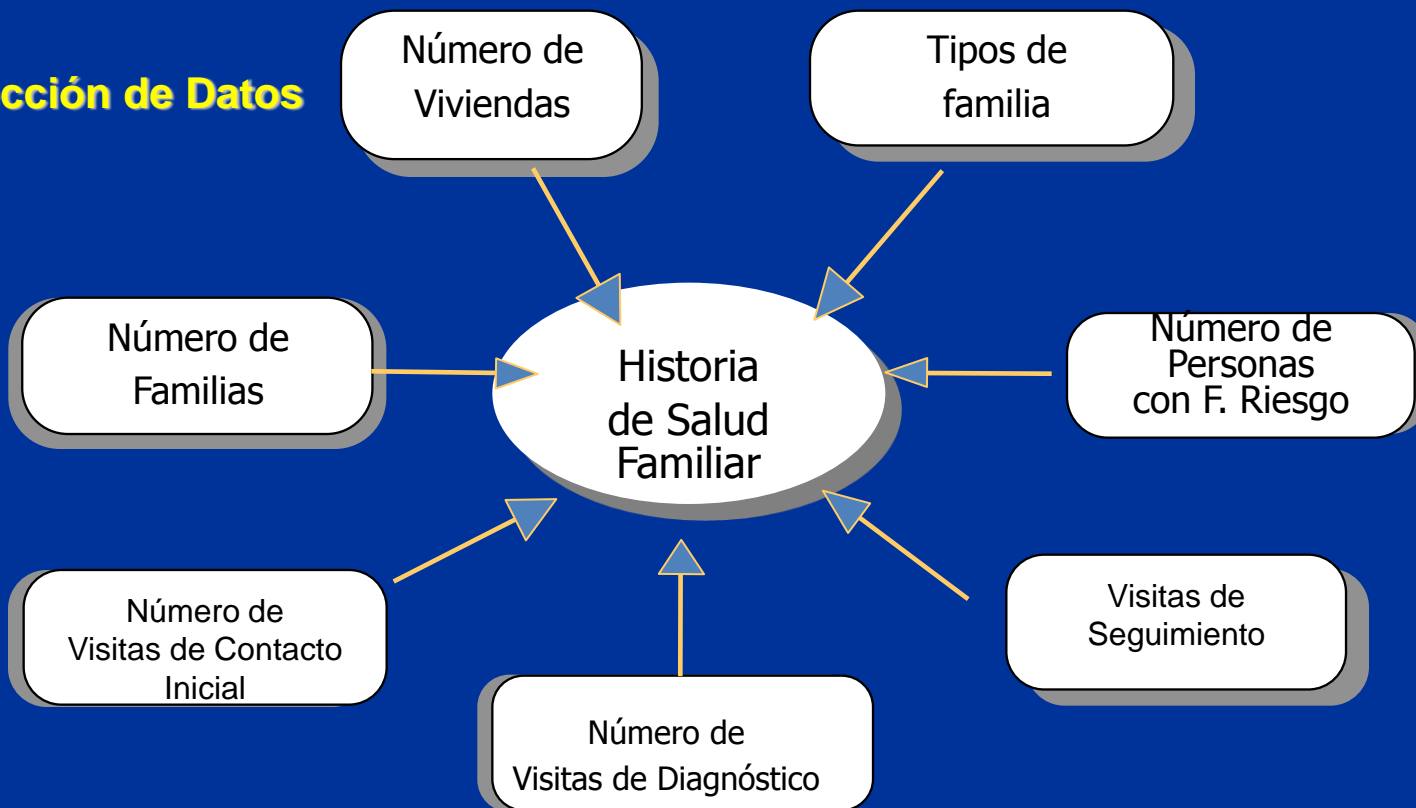 cción de Datos
Número de
Viviendas
Tipos de
familia
Número de
Familias
Historia
de Salud
Familiar
Número de
Personas
con F. Riesgo
Número de
Visitas de Contacto
Inicial
Visitas de
Seguimiento
Número de
Visitas de Diagnóstico